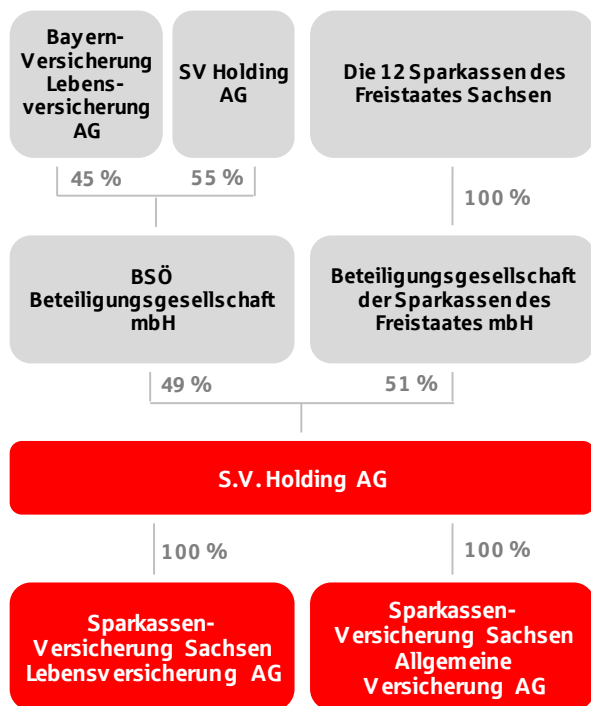 Bayern-
Versicherung
Lebens-
versicherung
AG
SV Holding
AG
Die 12 Sparkassen des
Freistaates Sachsen
45 %
55 %
100 %
BSÖ
Beteiligungsgesellschaft
mbH
Beteiligungsgesellschaft
der Sparkassen des
Freistaates mbH
49 %
51 %
S.V. Holding AG
100 %
100 %
Sparkassen-
Versicherung Sachsen
Lebensversicherung AG
Sparkassen-
Versicherung Sachsen
Allgemeine
Versicherung AG